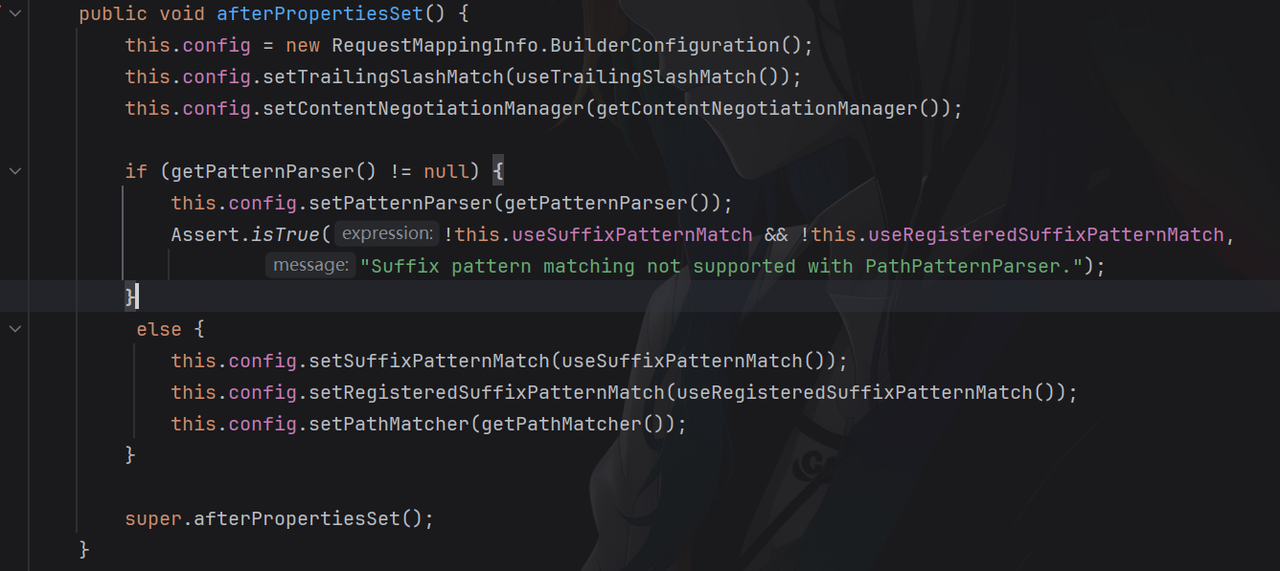 public void afterPropertiesSet() {
this.config = new RequestMappingInfo.BuilderConfiguration();
this.config.setTrailingSlashMatch(useTrailingSlashMatch());
this.config.setContentNegotiationManager(getContentNegotiationManager());
if (getPatternParser() != null) {
this.config.setPatternParser(getPatternParser());
Assert.isTrue( expression: !this.useSuffixPatternMatch && !this.useRegisteredSuffixPatternMatch,
message: "Suffix pattern matching not supported with PathPatternParser.");
}
else {
this.config.setSuffixPatternMatch(useSuffixPatternMatch());
this.config.setRegisteredSuffixPatternMatch(useRegisteredSuffixPatternMatch());
this.config.setPathMatcher(getPathMatcher());
}
super.afterPropertiesSet();
}